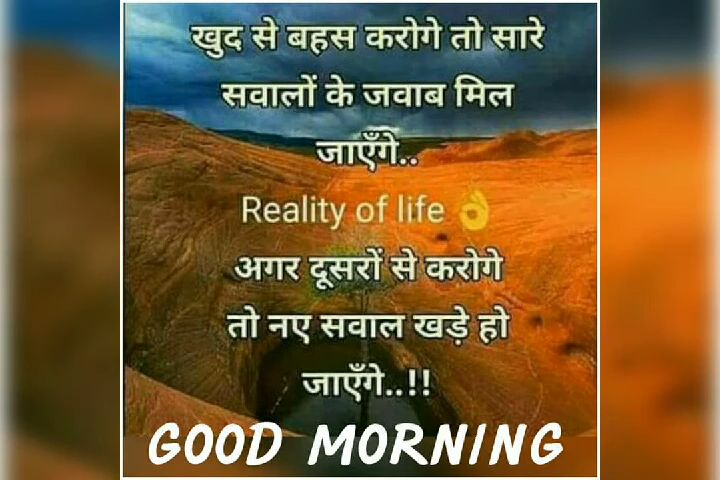 खुद से बहस करोगे तो सारे
सवालों के जवाब मिल
जाएँगे..
Reality of life 👌
अगर दूसरों से करोगे
तो नए सवाल खड़े हो
जाएँगे..!!
GOOD MORNING